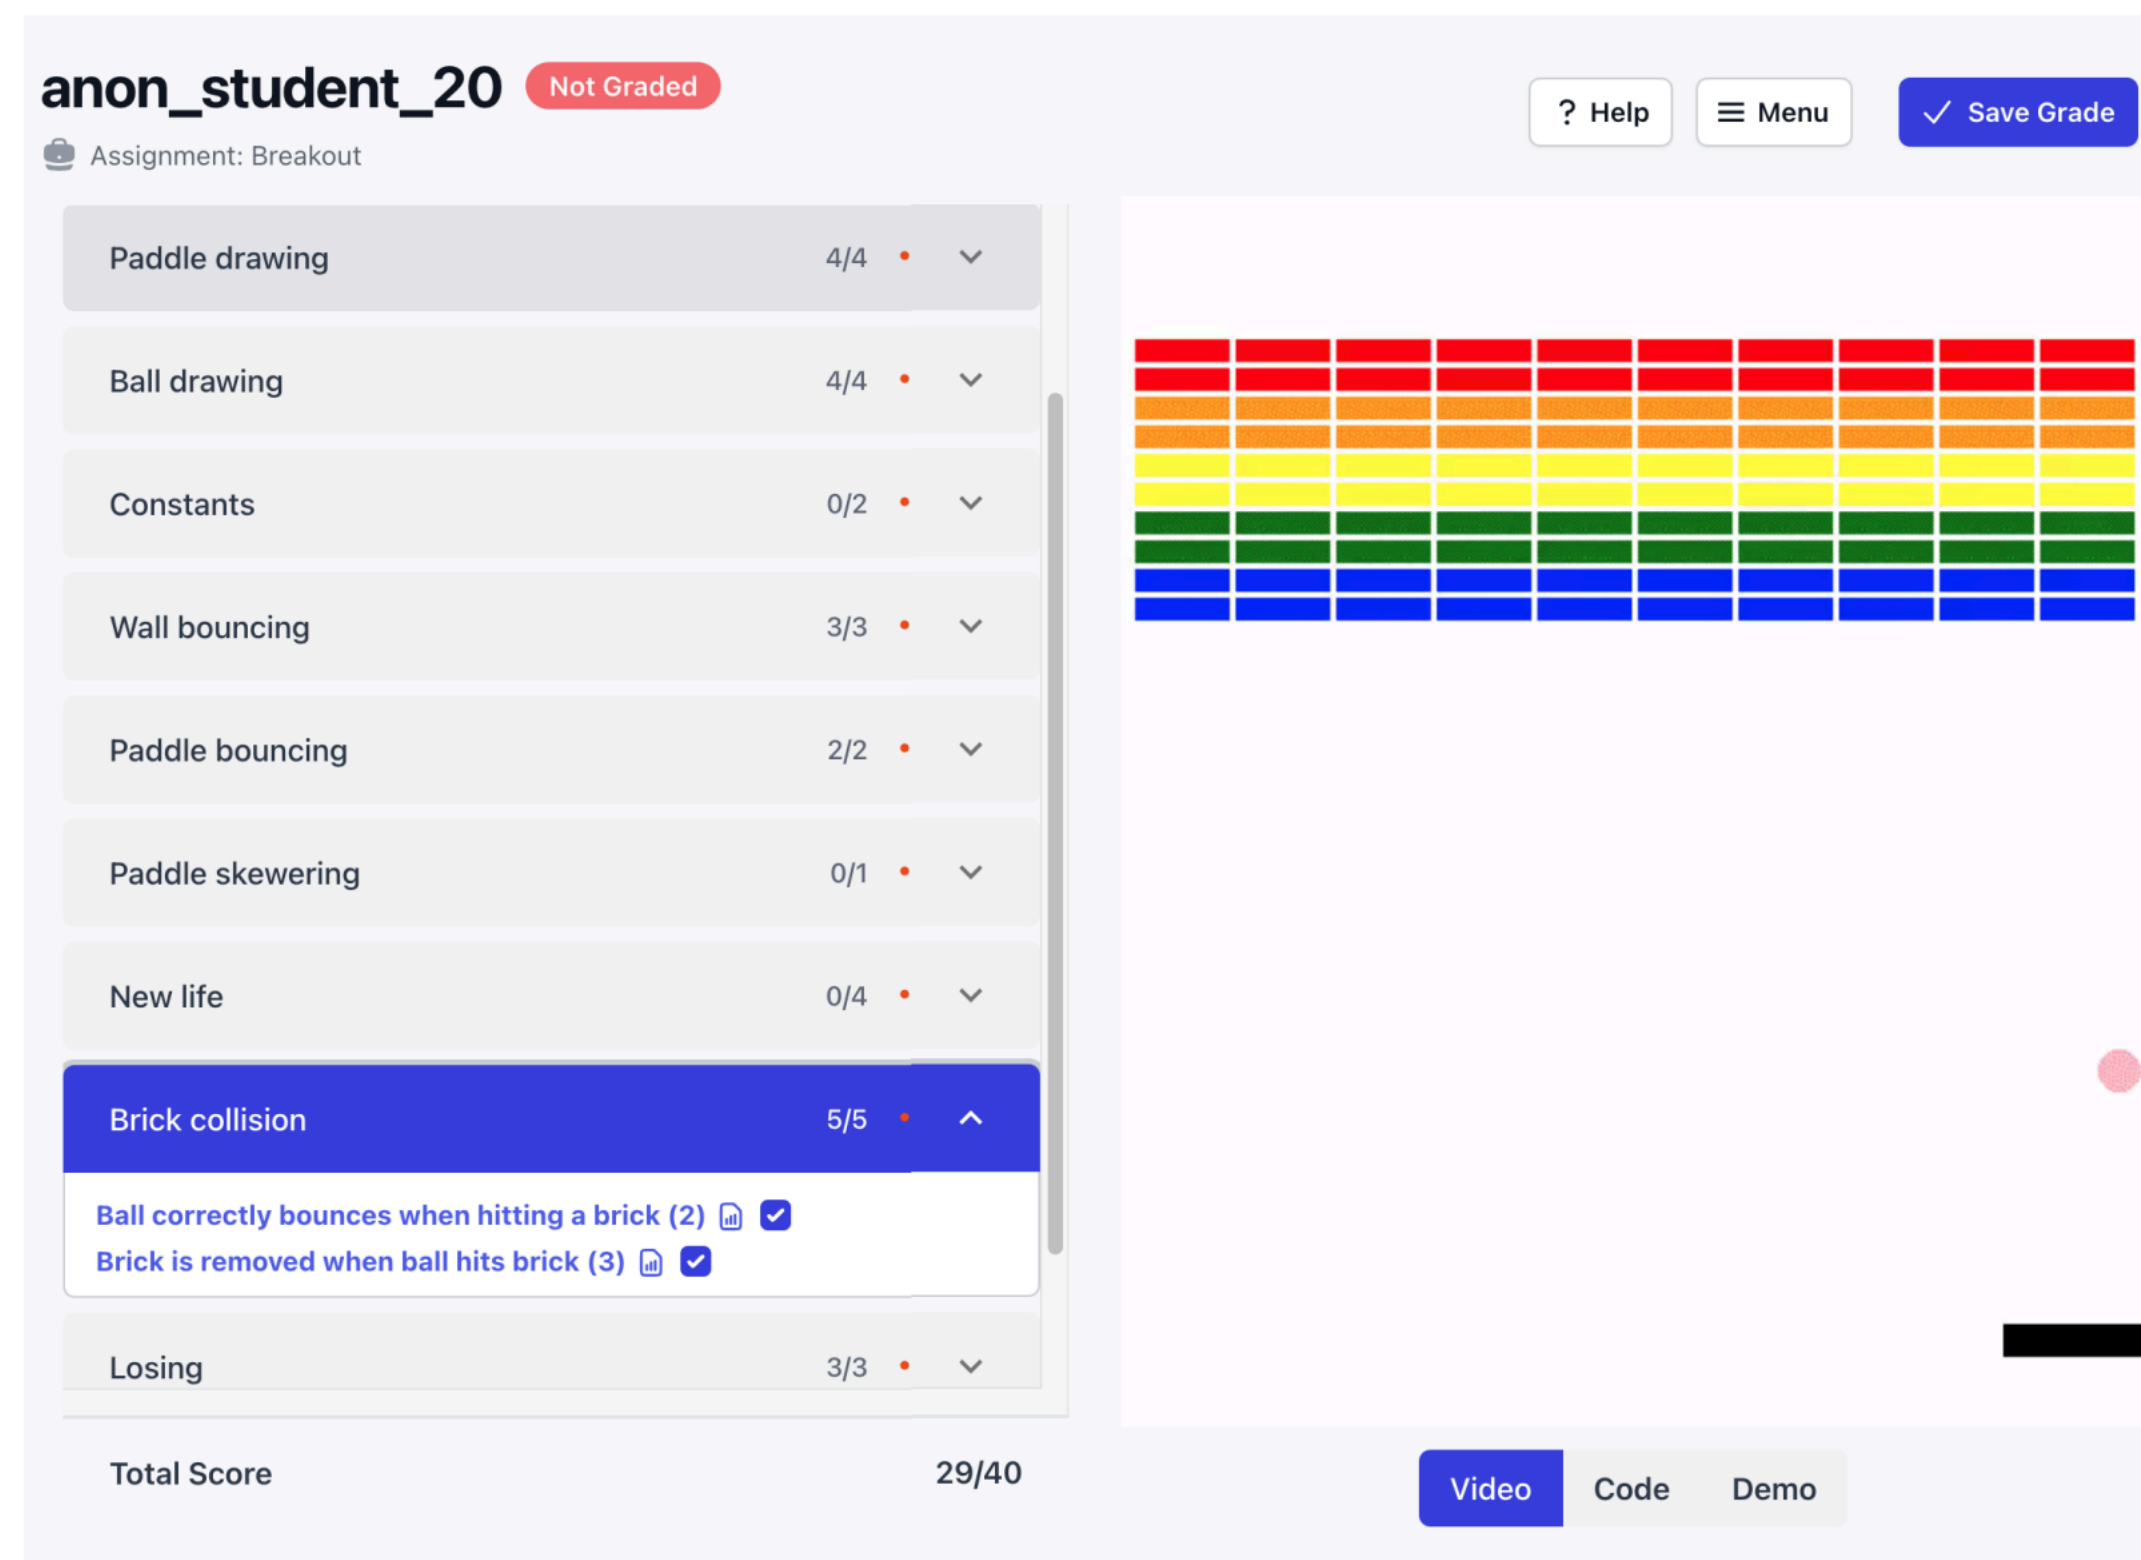 anon_student_20 Not Graded
? Help
Menu
Save Grade
Assignment: Breakout
Paddle drawing 4/4
Ball drawing 4/4
Constants 0/2
Wall bouncing 3/3
Paddle bouncing 2/2
Paddle skewering 0/1
New life 0/4
Brick collision 5/5
Ball correctly bounces when hitting a brick (2)
Brick is removed when ball hits brick (3)
Losing 3/3
Total Score 29/40
Video Code Demo